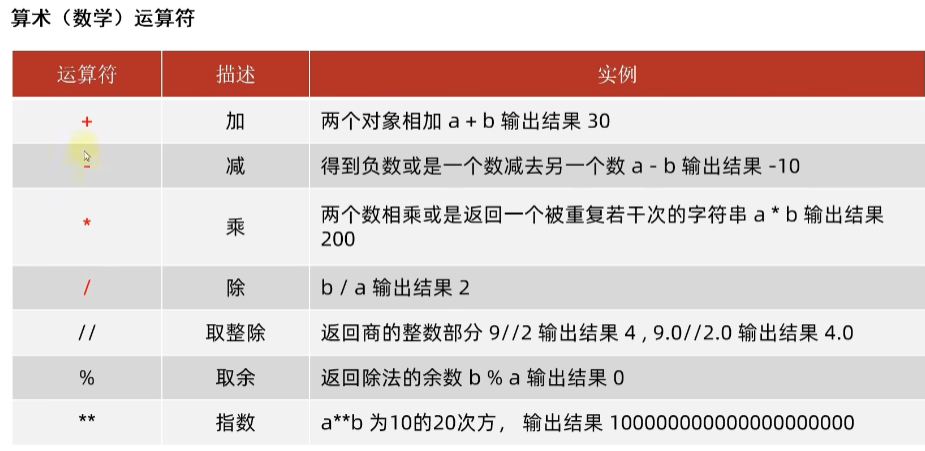 算术（数学）运算符
运算符 描述 实例
+ 加 两个对象相加 a + b 输出结果 30
- 减 得到负数或是一个数减去另一个数 a - b 输出结果 -10
* 乘 两个数相乘或是返回一个被重复若干次的字符串 a * b 输出结果
200
/ 除 b / a 输出结果 2
// 取整除 返回商的整数部分 9//2 输出结果 4 , 9.0//2.0 输出结果 4.0
% 取余 返回除法的余数 b % a 输出结果 0
** 指数 a**b 为10的20次方， 输出结果 100000000000000000000